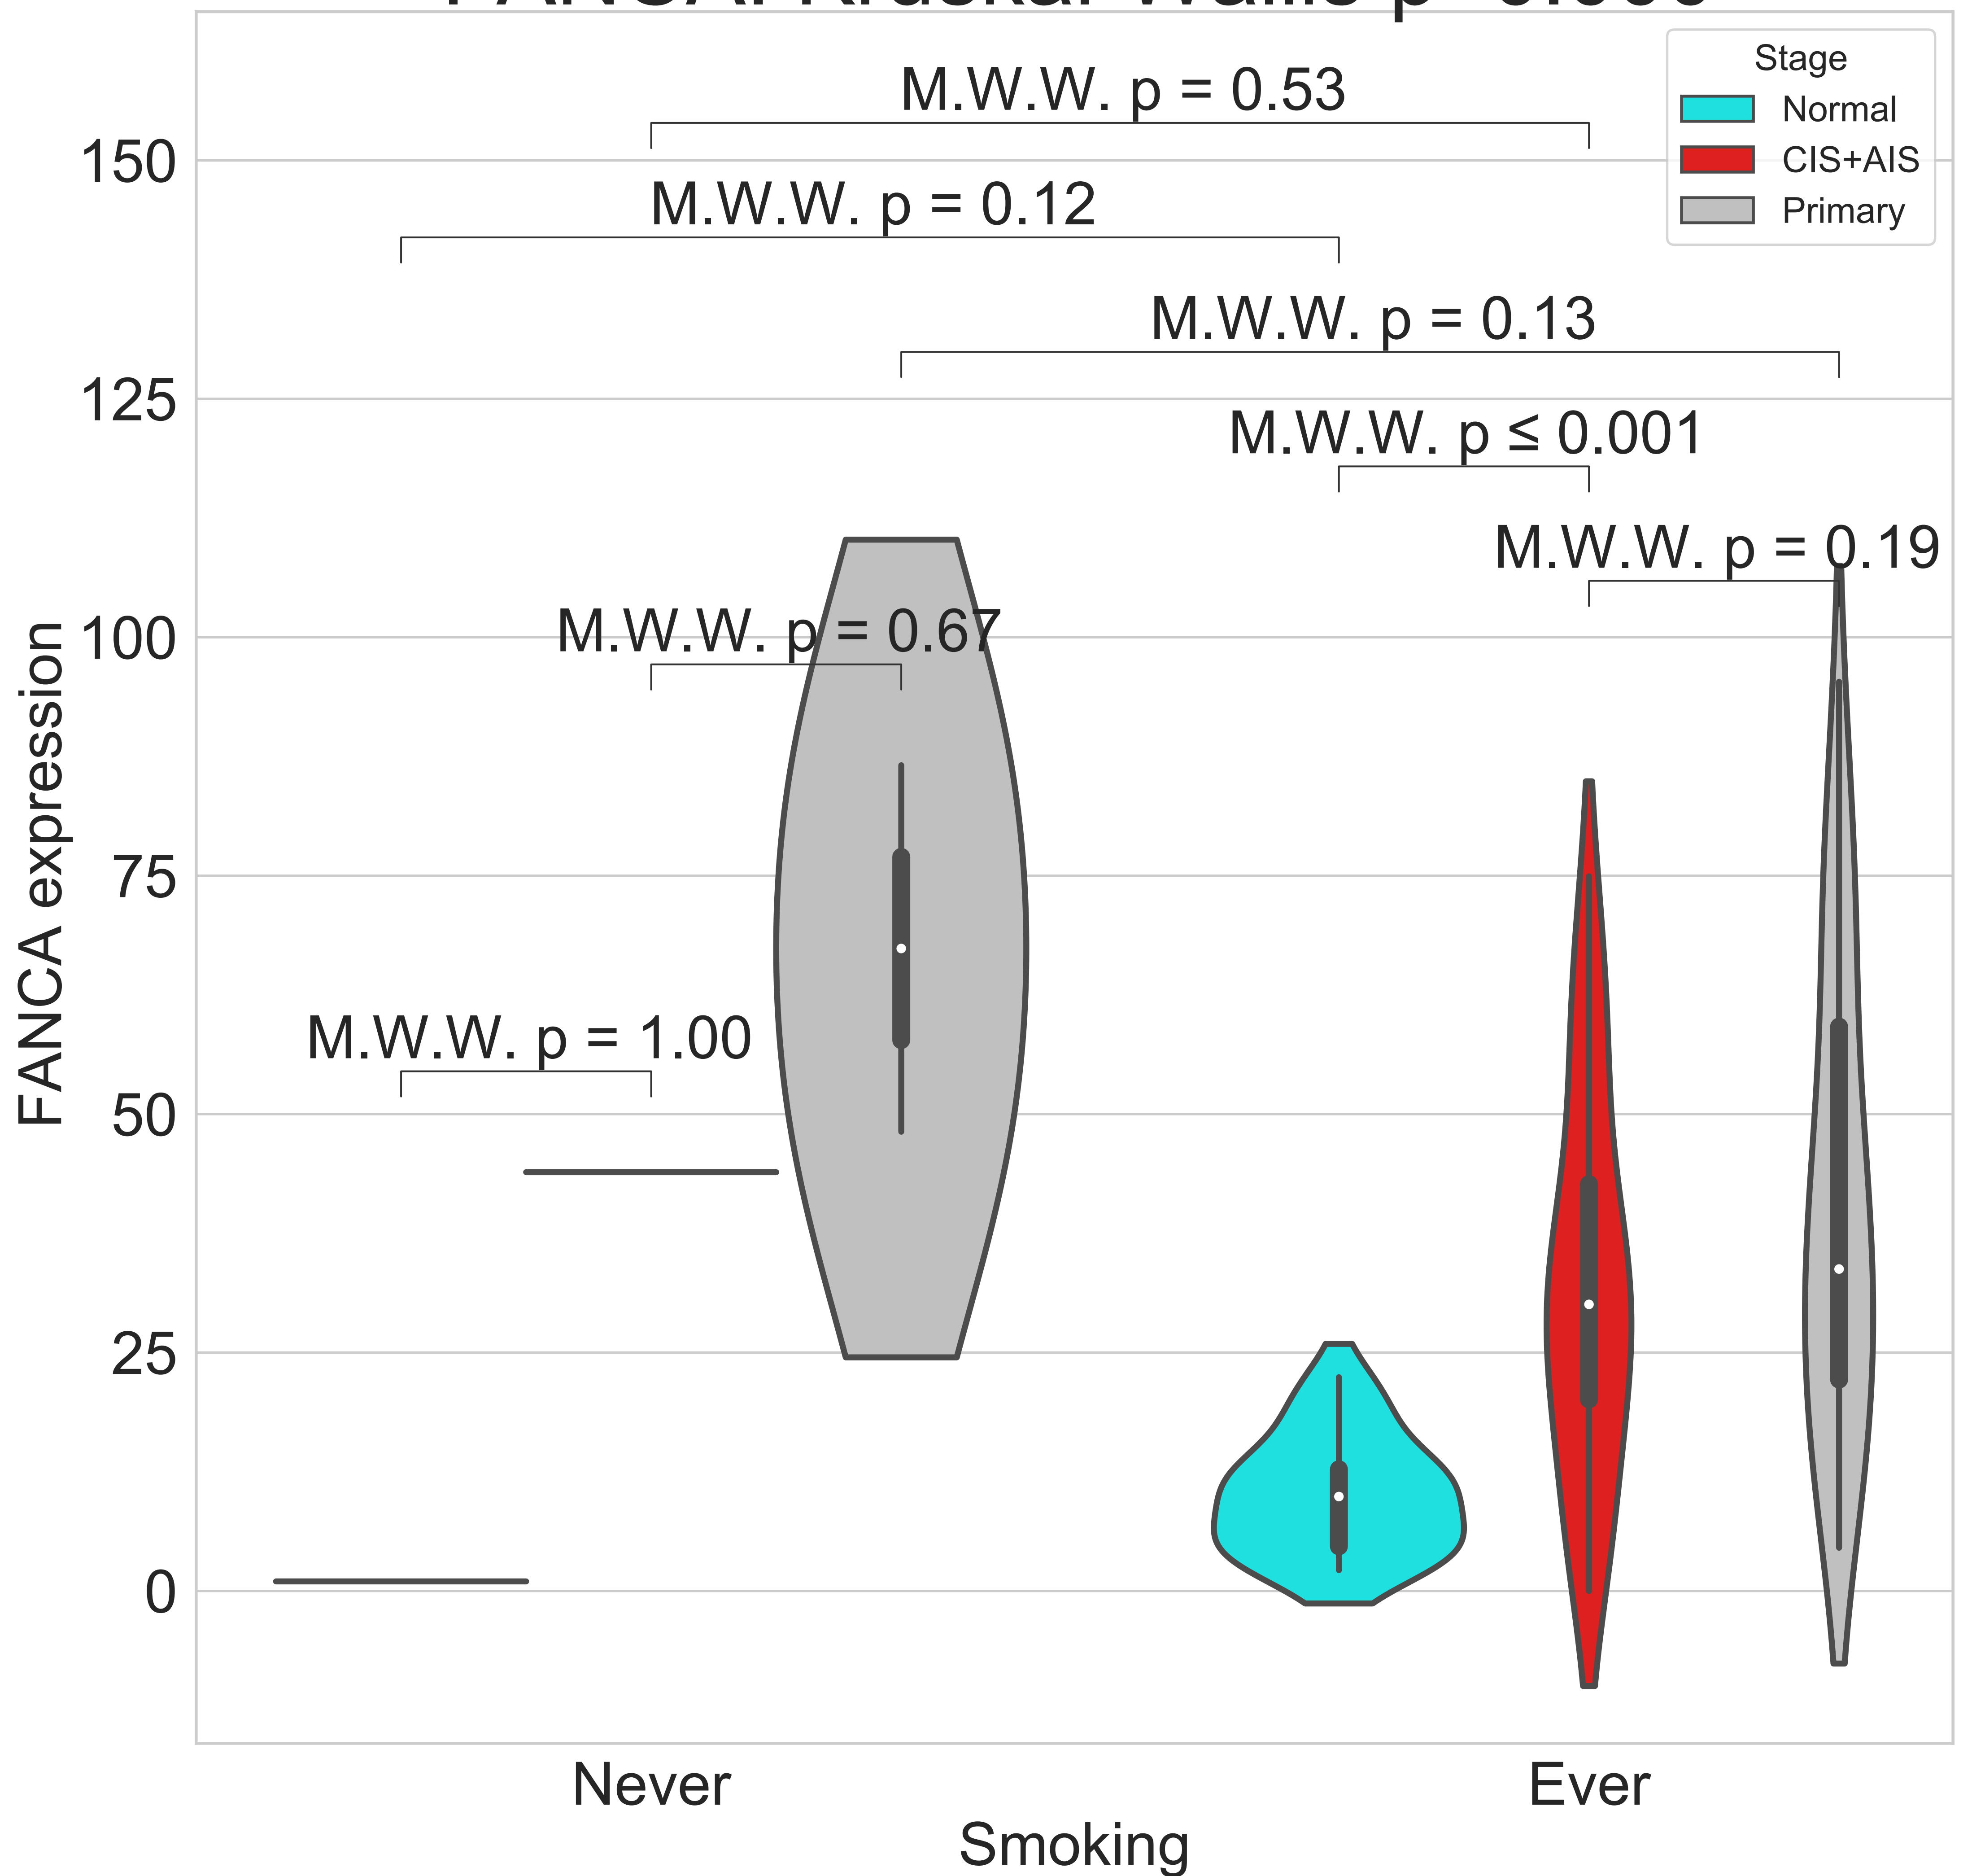 Stage
Normal
CIS+AIS
Primary
M.W.W. p = 0.53
M.W.W. p = 0.12
M.W.W. p = 0.13
M.W.W. p ≤ 0.001
M.W.W. p = 0.19
M.W.W. p = 0.67
M.W.W. p = 1.00
150
125
100
75
50
25
0
FANCA expression
Never
Ever
Smoking